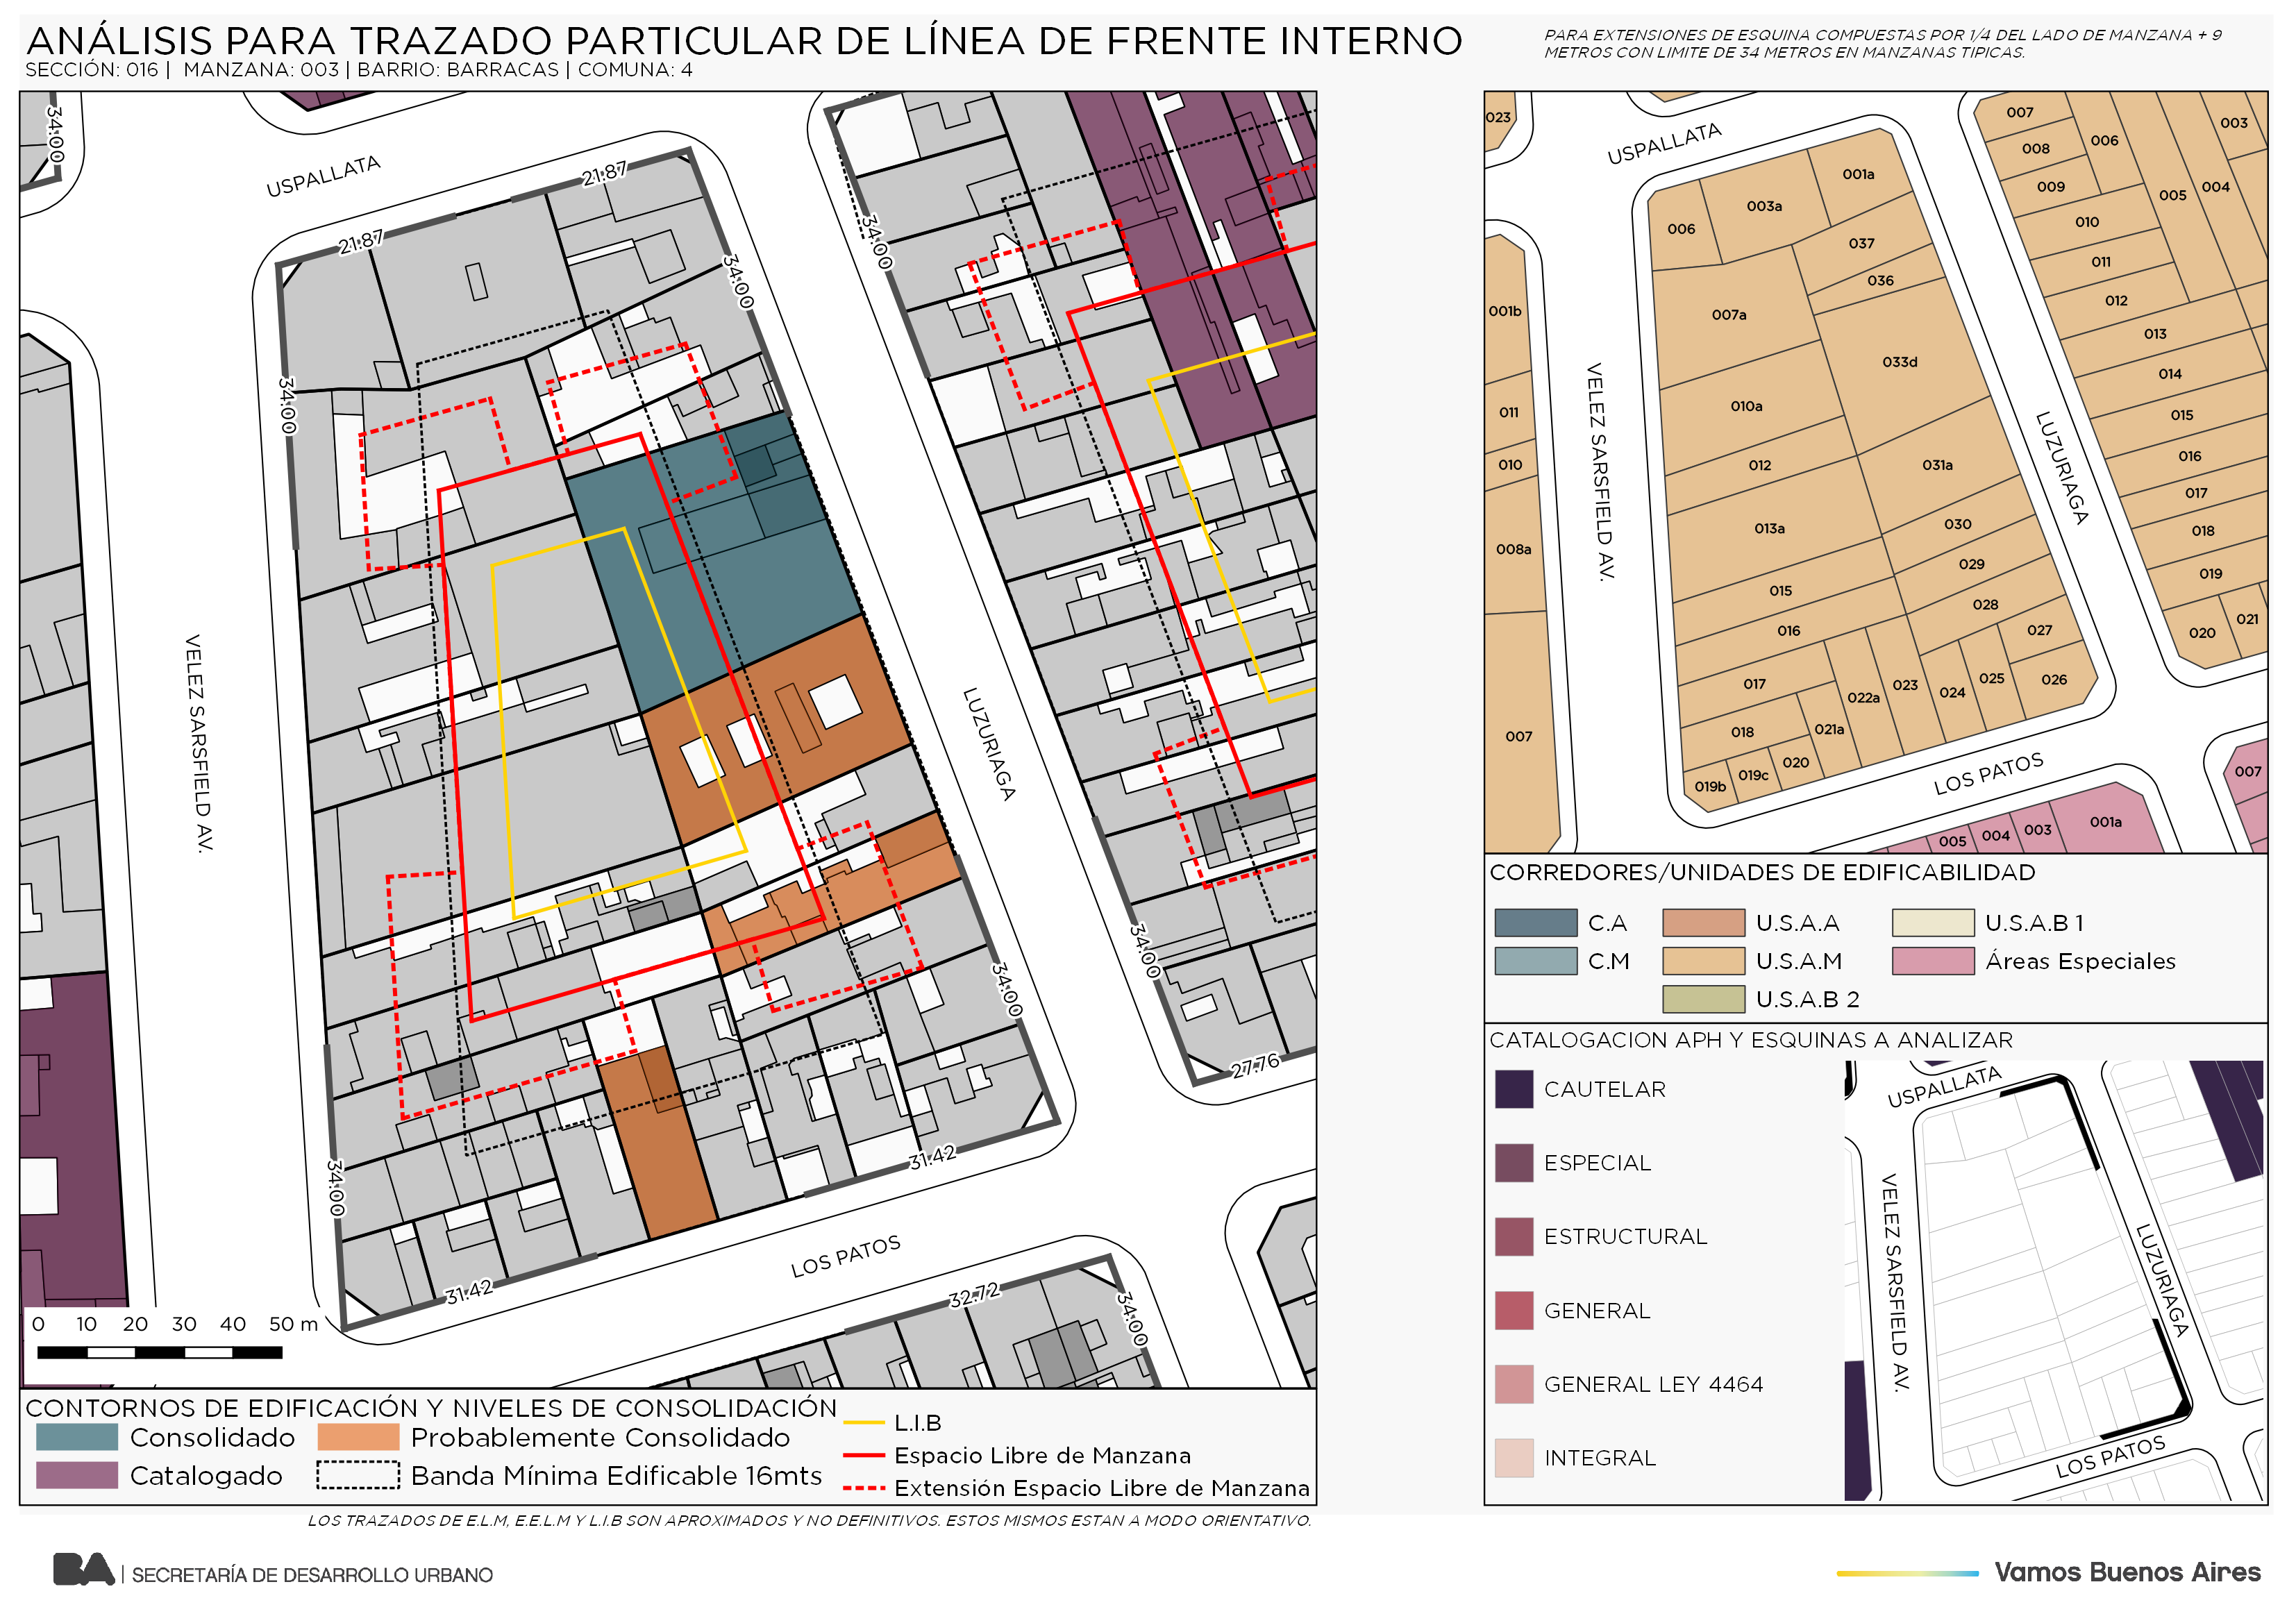 ANÁLISIS PARA TRAZADO PARTICULAR DE LÍNEA DE FRENTE INTERNO
SECCIÓN: 016 | MANZANA: 003 | BARRIO: BARRACAS | COMUNA: 4
PARA EXTENSIONES DE ESQUINA COMPUESTAS POR 1/4 DEL LADO DE MANZANA + 9
METROS CON LIMITE DE 34 METROS EN MANZANAS TIPICAS.
34.00
USPALLATA
21.87
21.87
34.00
34.00
34.00
VELEZ SARSFIELD AV.
LUZURIAGA
34.00
34.00
34.00
27.76
31.42
31.42
LOS PATOS
32.72
34.00
0 10 20 30 40 50 m
CONTORNOS DE EDIFICACIÓN Y NIVELES DE CONSOLIDACIÓN
Consolidado
Probablemente Consolidado
Catalogado
Banda Mínima Edificable 16mts
L.I.B
Espacio Libre de Manzana
Extensión Espacio Libre de Manzana
LOS TRAZADOS DE E.L.M, E.E.L.M Y L.I.B SON APROXIMADOS Y NO DEFINITIVOS. ESTOS MISMOS ESTAN A MODO ORIENTATIVO.
023
USPALLATA
007
006
003
008
009
005
004
010
011
012
013
014
015
016
017
018
019
020
021
001a
003a
006
037
036
007a
033d
010a
012
031a
013a
030
029
015
028
016
027
017
026
025
024
023
022a
021a
018
020
019c
019b
001b
011
010
008a
007
VELEZ SARSFIELD AV.
LUZURIAGA
LOS PATOS
007
001a
003
004
005
CORREDORES/UNIDADES DE EDIFICABILIDAD
C.A
U.S.A.A
U.S.A.B 1
C.M
U.S.A.M
Áreas Especiales
U.S.A.B 2
CATALOGACION APH Y ESQUINAS A ANALIZAR
CAUTELAR
ESPECIAL
ESTRUCTURAL
GENERAL
GENERAL LEY 4464
INTEGRAL
USPALLATA
VELEZ SARSFIELD AV.
LUZURIAGA
LOS PATOS
BA | SECRETARÍA DE DESARROLLO URBANO
Vamos Buenos Aires